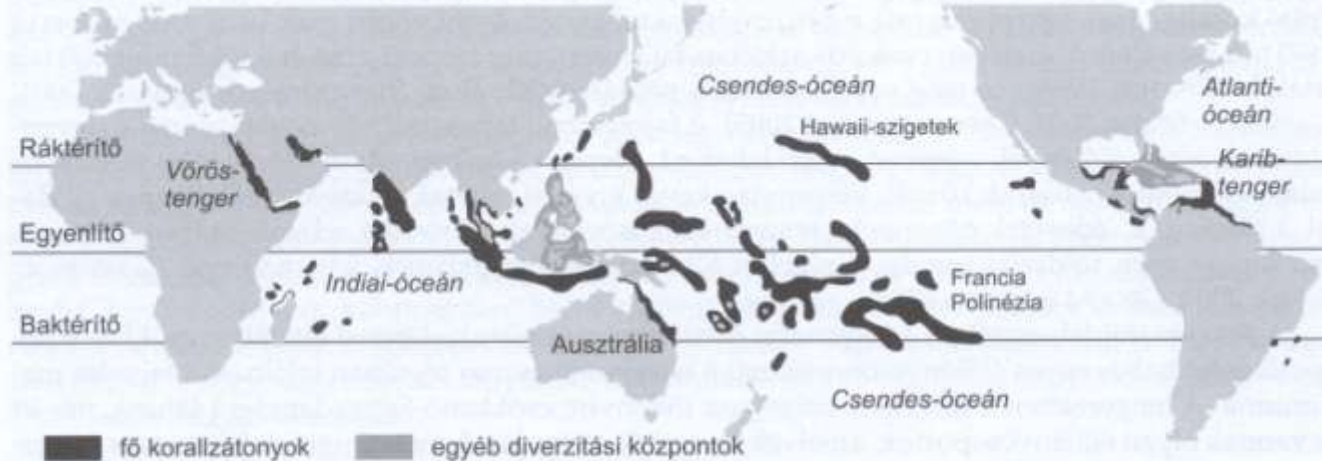 Csendes-óceán
Atlanti-
óceán
Hawaii-szigetek
Ráktérítő
Vörös-
tenger
Karib-
tenger
Egyenlítő
Indiai-óceán
Francia
Polinézia
Baktérítő
Ausztrália
Csendes-óceán
fő korallzátonyok
egyéb diverzitási központok